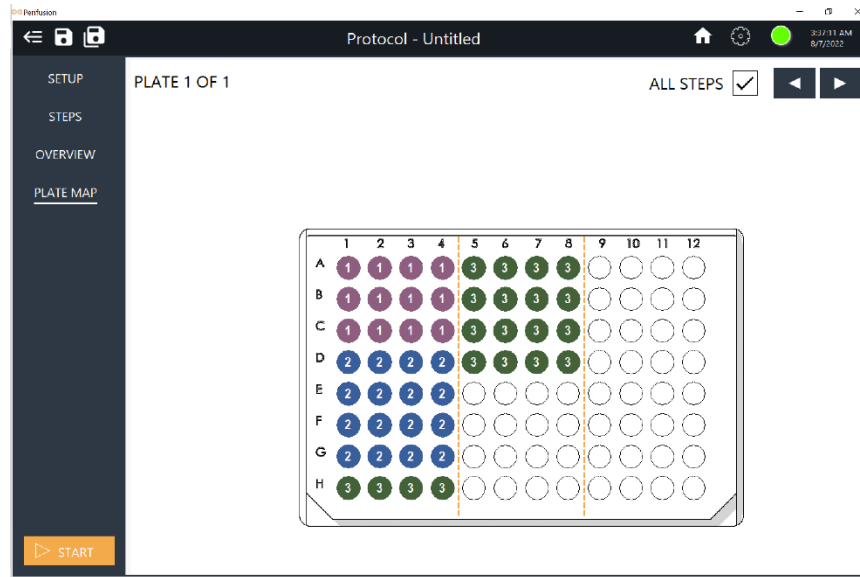 Perifusion
Protocol - Untitled
3:37:11 AM
8/7/2022
SETUP
STEPS
OVERVIEW
PLATE MAP
START
PLATE 1 OF 1
ALL STEPS
1 2 3 4 5 6 7 8 9 10 11 12
A 1 1 1 1 3 3 3 3
B 1 1 1 1 3 3 3 3
C 1 1 1 1 3 3 3 3
D 2 2 2 2 3 3 3 3
E 2 2 2 2
F 2 2 2 2
G 2 2 2 2
H 3 3 3 3